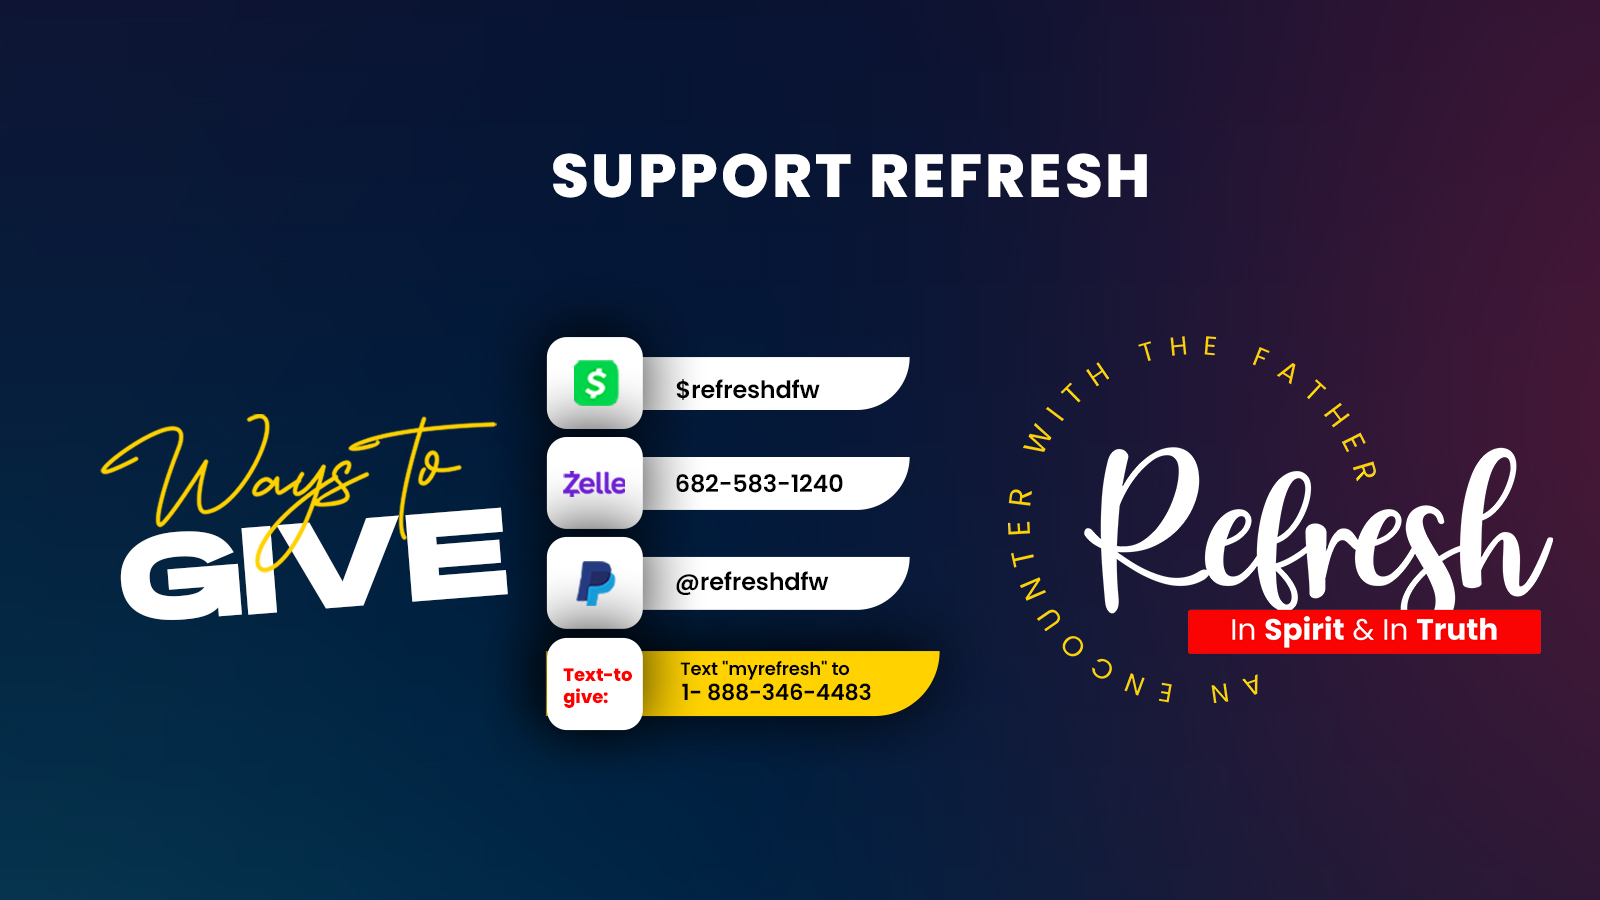 SUPPORT REFRESH
Ways to
GIVE
$
$refreshdfw
Zelle
682-583-1240
@refreshdfw
Text-to
give:
Text "myrefresh" to
1- 888-346-4483
AN ENCOUNTER WITH THE FATHER
Refresh
In Spirit & In Truth